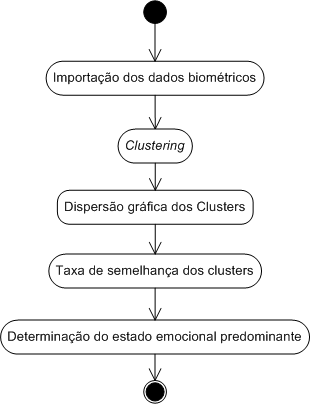 Importação dos dados biométricos
Clustering
Dispersão gráfica dos Clusters
Taxa de semelhança dos clusters
Determinação do estado emocional predominante